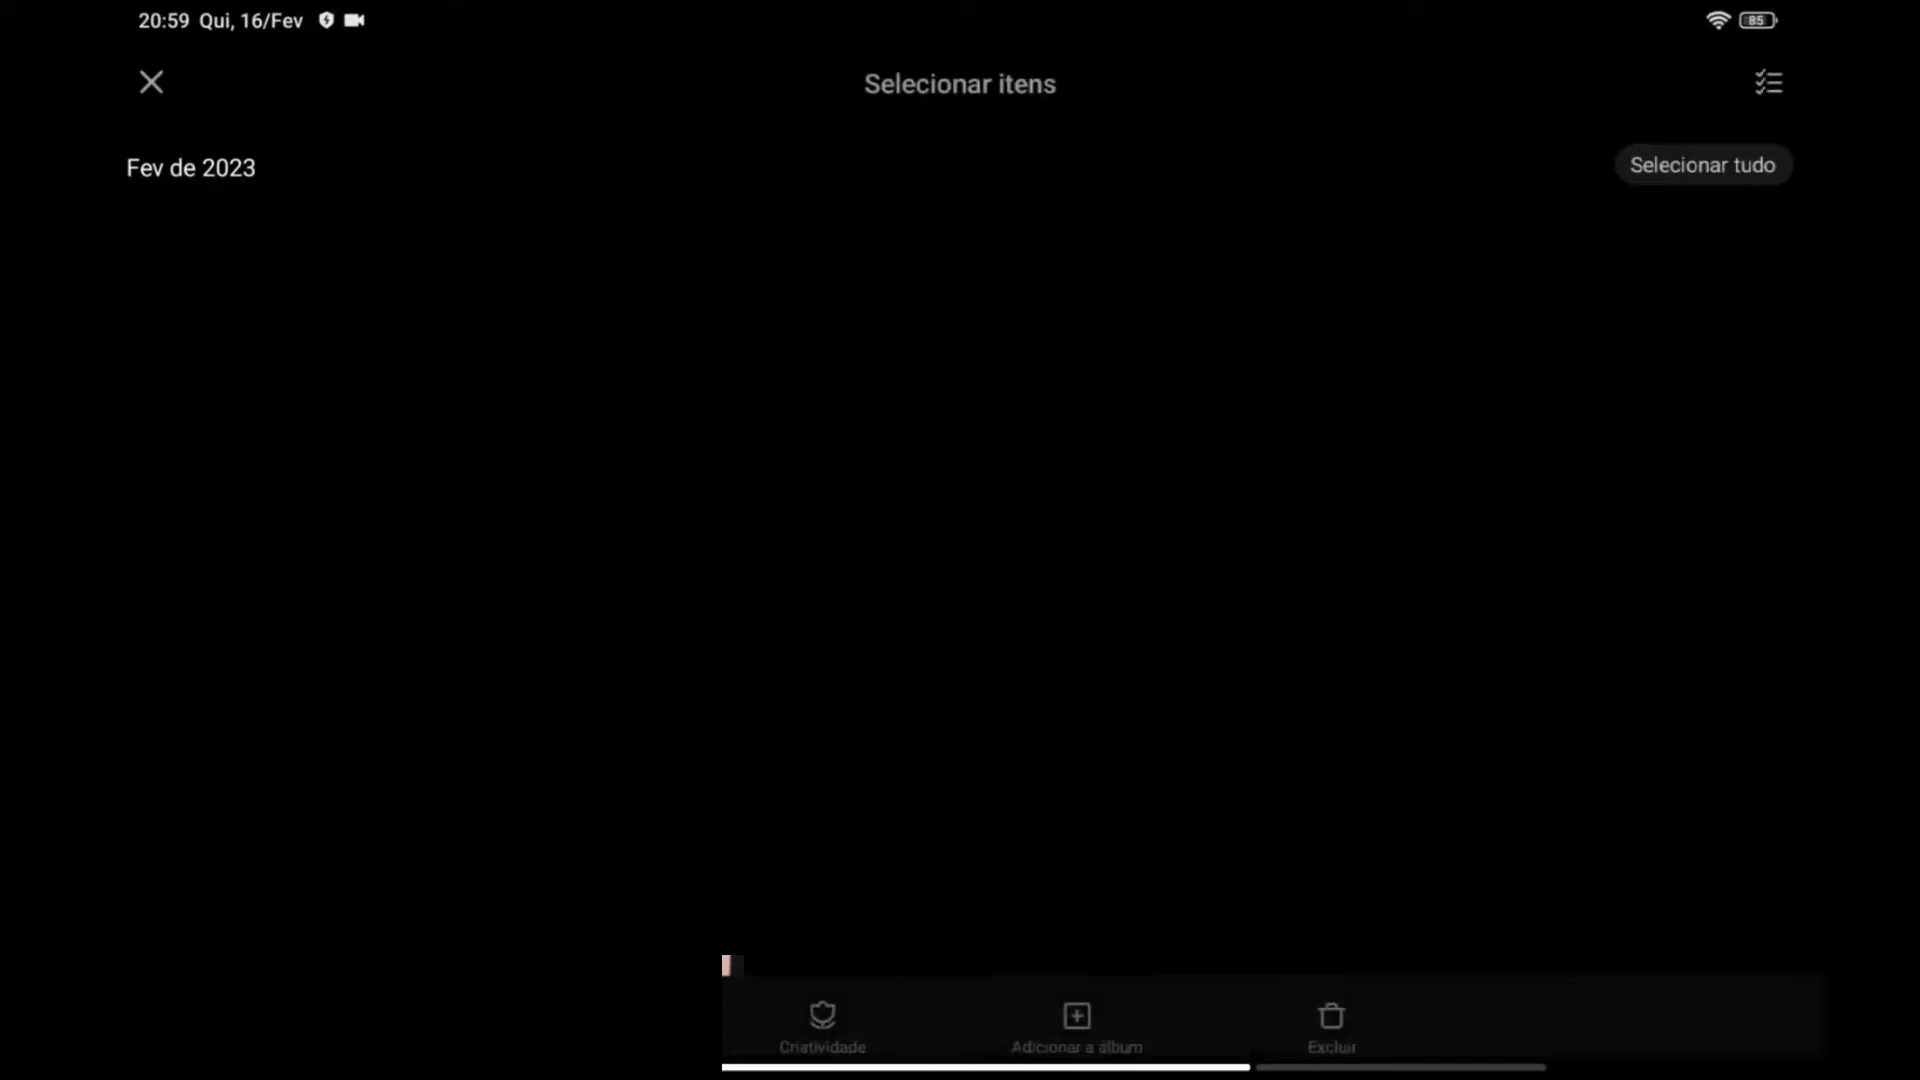 20:59 Qui, 16/Fev
85
Selecionar itens
Fev de 2023
Selecionar tudo
Criatividade
Adicionar a álbum
Excluir